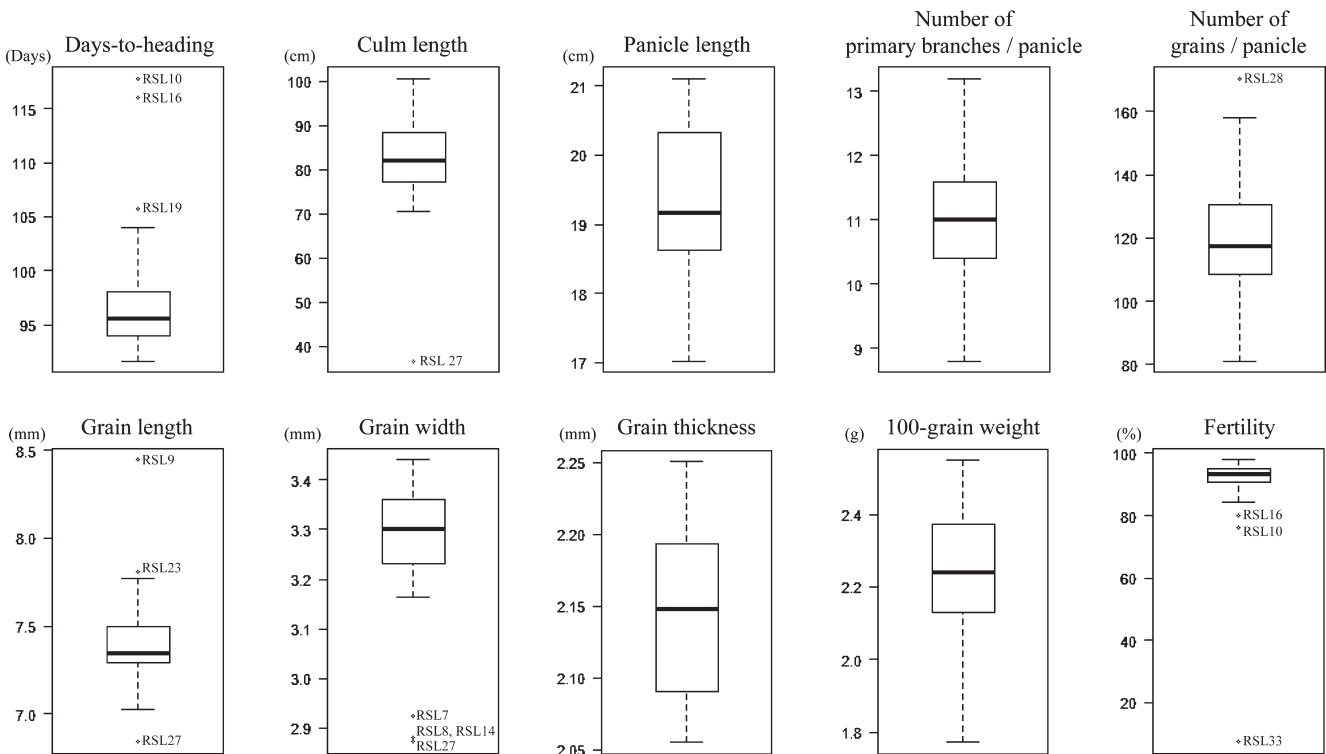 Days-to-heading
(Days)
115
110
105
100
95
RSL10
RSL16
RSL19
Culm length
(cm)
100
90
80
70
60
50
40
RSL 27
Panicle length
(cm)
21
20
19
18
17
Number of
primary branches / panicle
13
12
11
10
9
Number of
grains / panicle
160
140
120
100
80
RSL28
Grain length
(mm)
8.5
8.0
7.5
7.0
RSL9
RSL23
RSL27
Grain width
(mm)
3.4
3.3
3.2
3.1
3.0
2.9
RSL7
RSL8, RSL14
RSL27
Grain thickness
(mm)
2.25
2.20
2.15
2.10
2.05
100-grain weight
(g)
2.4
2.2
2.0
1.8
Fertility
(%)
100
80
60
40
20
RSL16
RSL10
RSL33